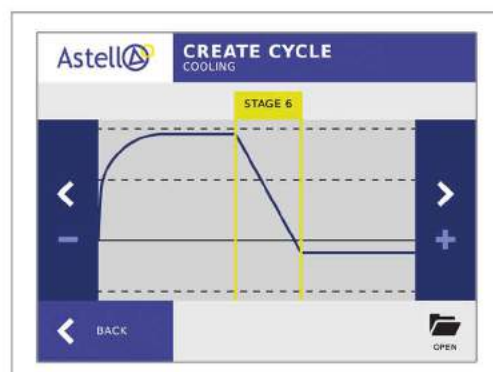 Astell
CREATE CYCLE
COOLING
STAGE 6
BACK
OPEN